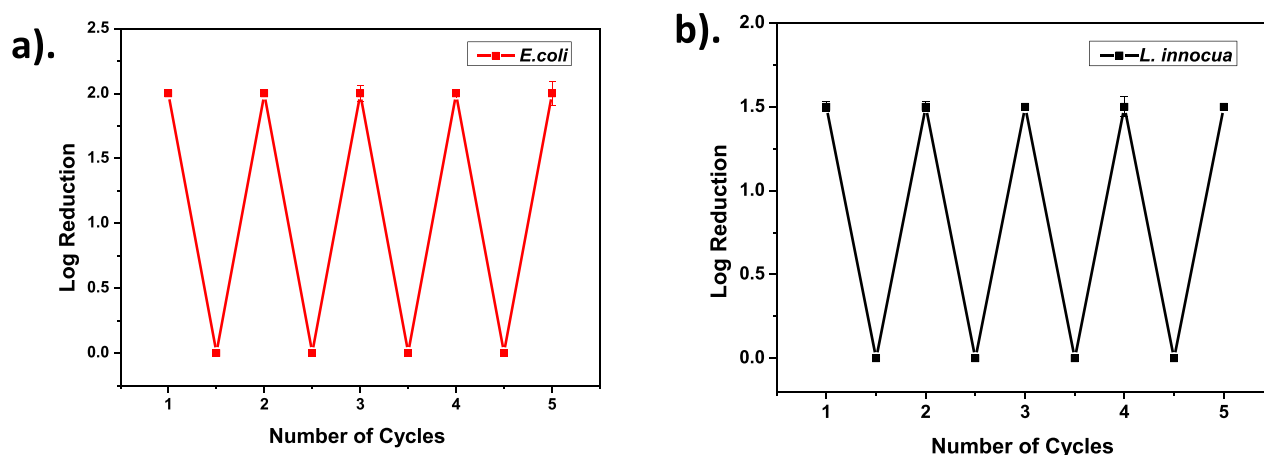 a).
E.coli
2.5
2.0
1.5
1.0
0.5
0.0
Log Reduction
1 2 3 4 5
Number of Cycles
b).
L. innocua
2.0
1.5
1.0
0.5
0.0
Log Reduction
1 2 3 4 5
Number of Cycles